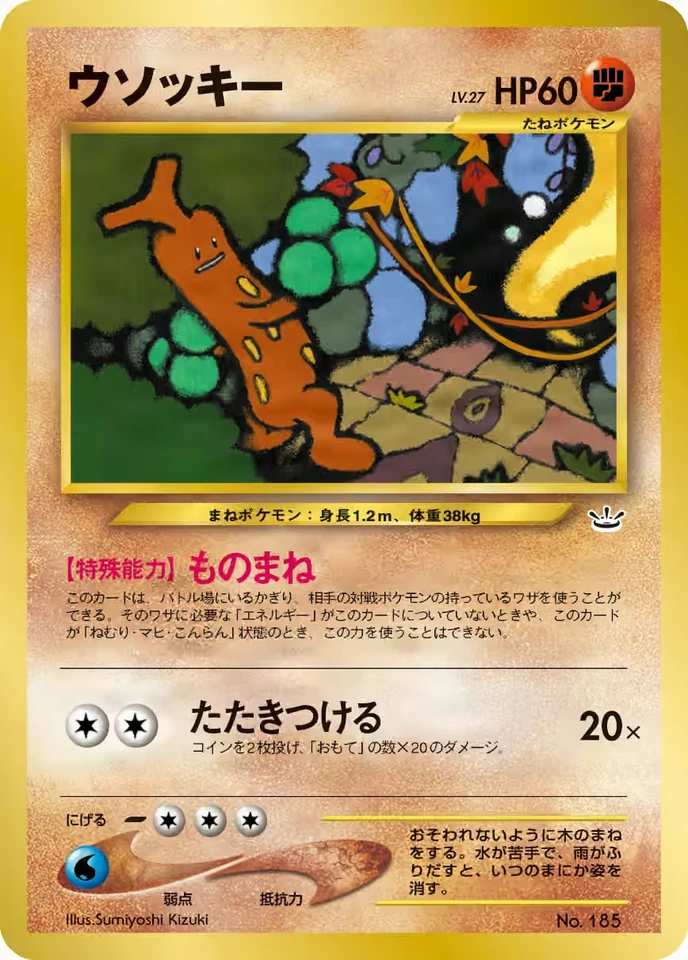 ウソッキー
LV.27 HP60
たねポケモン
まねポケモン：身長1.2m、体重38kg
【特殊能力】ものまね
このカードは、バトル場にいるかぎり、相手の対戦ポケモンの持っているワザを使うことが
できる。そのワザに必要な「エネルギー」がこのカードについていないときや、このカード
が「ねむり・マヒ・こんらん」状態のとき、この力を使うことはできない。
たたきつける 20×
コインを2枚投げ、「おもて」の数×20のダメージ。
にげる
弱点 抵抗力
おそわれないように木のまね
をする。水が苦手で、雨がふ
りだすと、いつのまにか姿を
消す。
Illus.Sumiyoshi Kizuki
No. 185